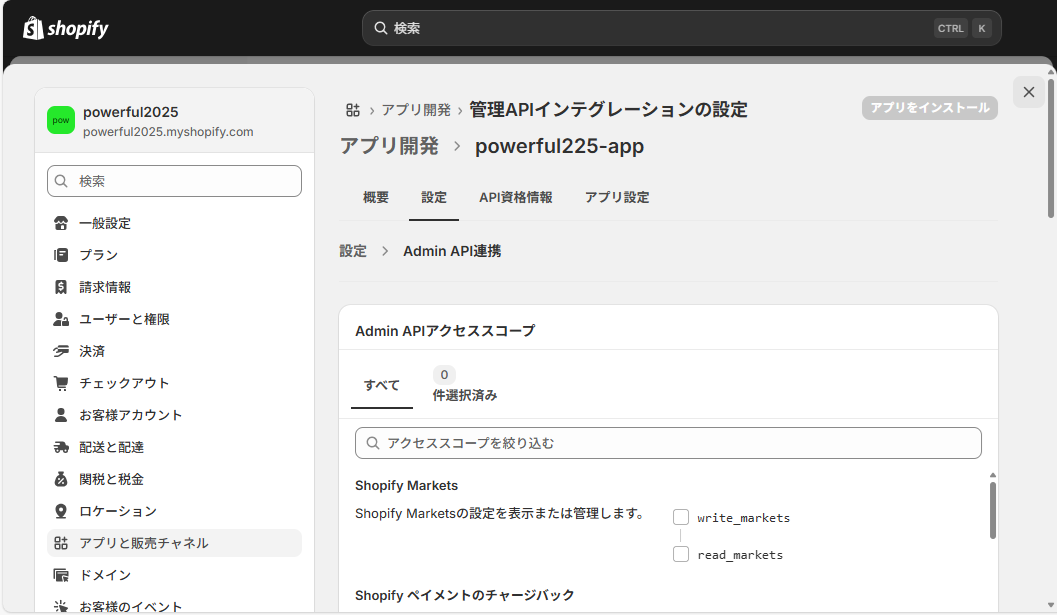 shopify
検索
CTRL K
pow
powerful2025
powerful2025.myshopify.com
検索
一般設定
プラン
請求情報
ユーザーと権限
決済
チェックアウト
お客様アカウント
配送と配達
関税と税金
ロケーション
アプリと販売チャネル
ドメイン
お客様のイベント
アプリ開発 › 管理APIインテグレーションの設定
アプリをインストール
アプリ開発 › powerful225-app
概要 設定 API資格情報 アプリ設定
設定 › Admin API連携
Admin APIアクセススコープ
すべて
0
件選択済み
アクセススコープを絞り込む
Shopify Markets
Shopify Marketsの設定を表示または管理します。
write_markets
read_markets
Shopify ペイメントのチャージバック